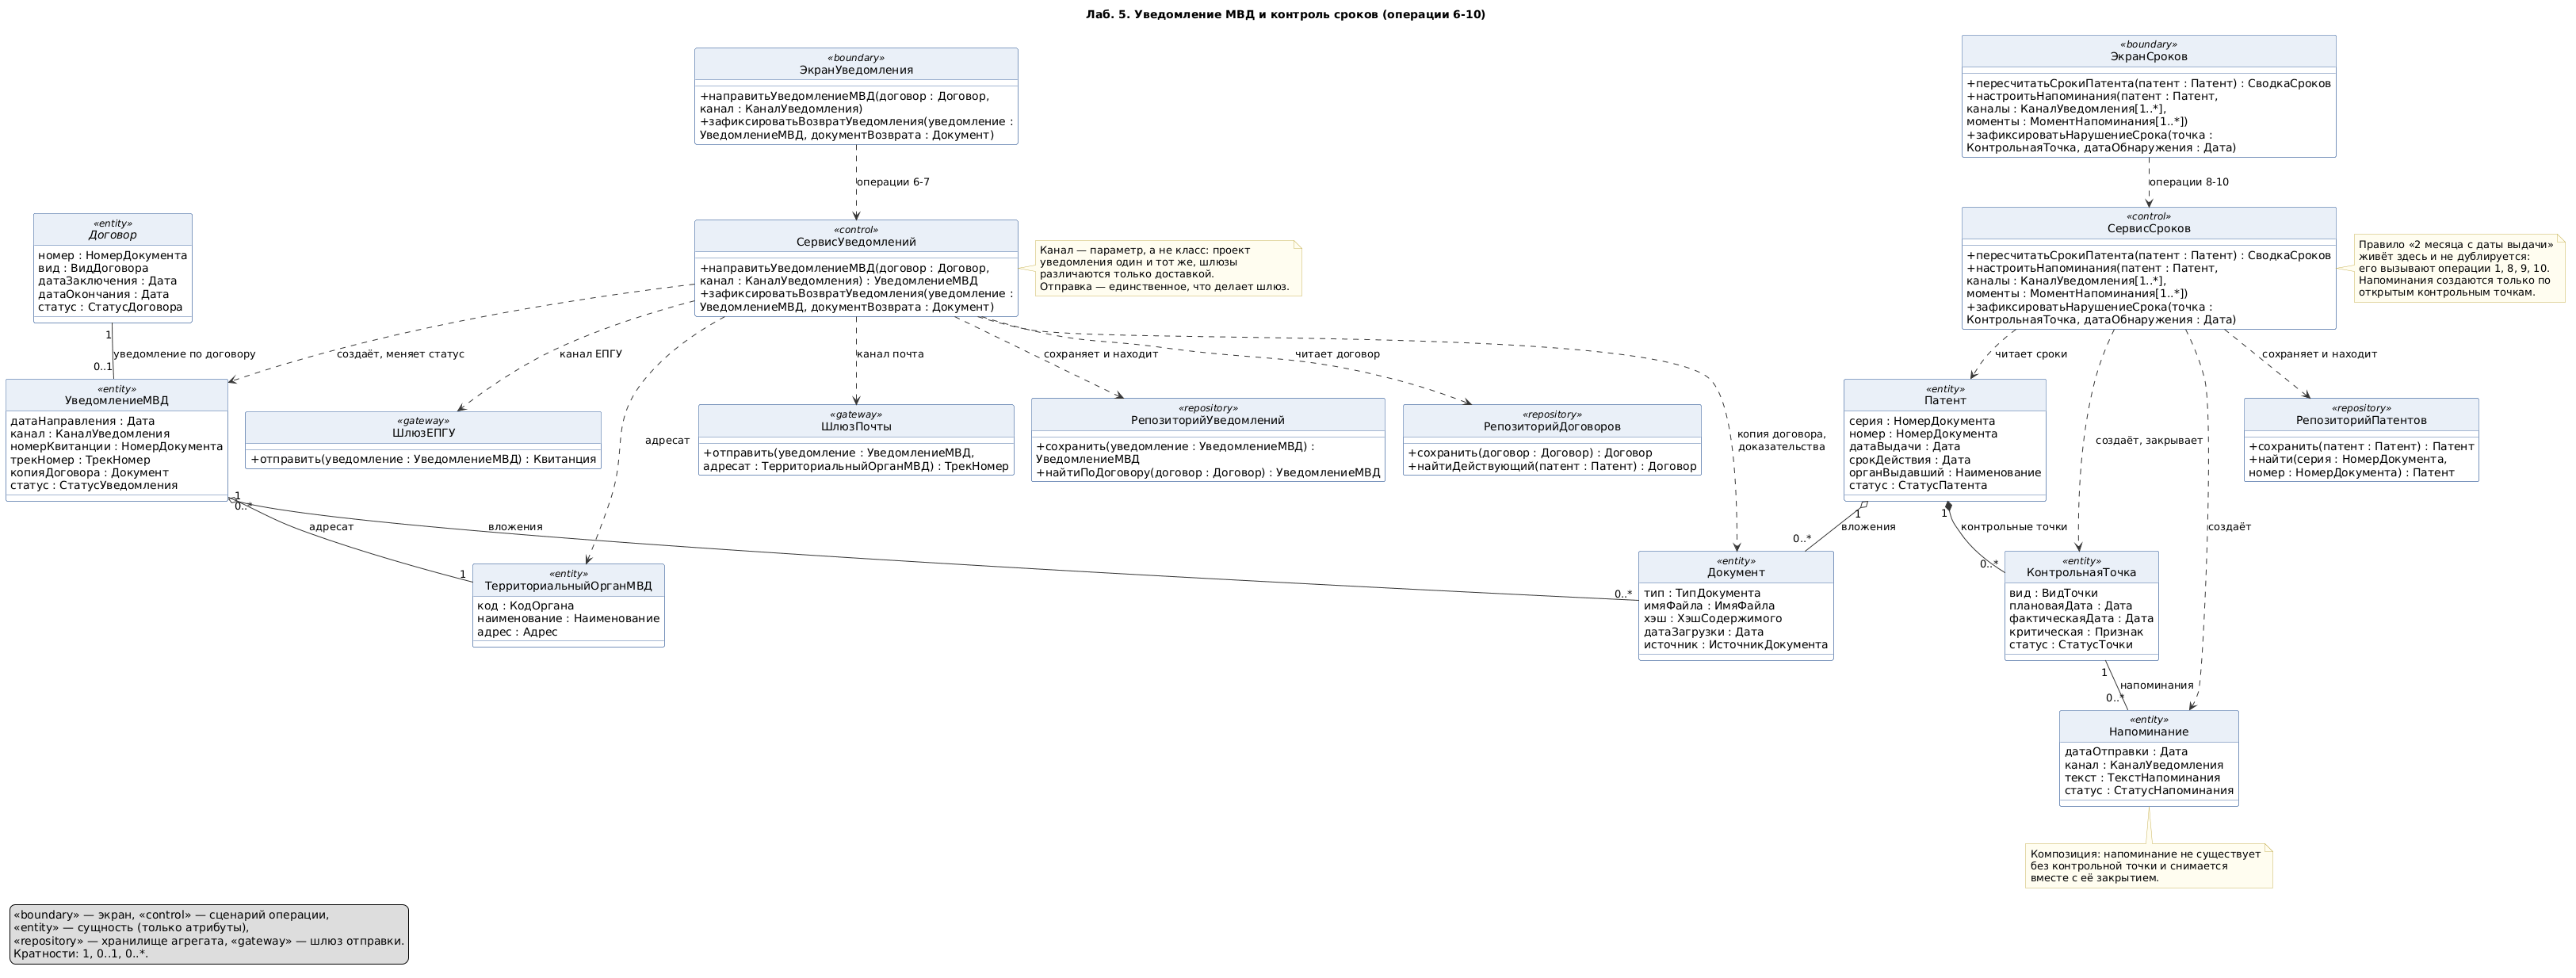 Лаб. 5. Уведомление МВД и контроль сроков (операции 6-10)
«boundary»
ЭкранУведомления
+направитьУведомлениеМВД(договор : Договор,
канал : КаналУведомления)
+зафиксироватьВозвратУведомления(уведомление :
УведомлениеМВД, документВозврата : Документ)
«boundary»
ЭкранСроков
+пересчитатьСрокиПатента(патент : Патент) : СводкаСроков
+настроитьНапоминания(патент : Патент,
каналы : КаналУведомления[1..*],
моменты : МоментНапоминания[1..*])
+зафиксироватьНарушениеСрока(точка :
КонтрольнаяТочка, датаОбнаружения : Дата)
операции 6-7
операции 8-10
«entity»
Договор
номер : НомерДокумента
вид : ВидДоговора
датаЗаключения : Дата
датаОкончания : Дата
статус : СтатусДоговора
«control»
СервисУведомлений
+направитьУведомлениеМВД(договор : Договор,
канал : КаналУведомления) : УведомлениеМВД
+зафиксироватьВозвратУведомления(уведомление :
УведомлениеМВД, документВозврата : Документ)
Канал — параметр, а не класс: проект
уведомления один и тот же, шлюзы
различаются только доставкой.
Отправка — единственное, что делает шлюз.
«control»
СервисСроков
+пересчитатьСрокиПатента(патент : Патент) : СводкаСроков
+настроитьНапоминания(патент : Патент,
каналы : КаналУведомления[1..*],
моменты : МоментНапоминания[1..*])
+зафиксироватьНарушениеСрока(точка :
КонтрольнаяТочка, датаОбнаружения : Дата)
Правило «2 месяца с даты выдачи»
живёт здесь и не дублируется:
его вызывают операции 1, 8, 9, 10.
Напоминания создаются только по
открытым контрольным точкам.
1
уведомление по договору
0..1
создаёт, меняет статус
канал ЕПГУ
канал почта
сохраняет и находит
читает договор
читает сроки
сохраняет и находит
«entity»
УведомлениеМВД
датаНаправления : Дата
канал : КаналУведомления
номерКвитанции : НомерДокумента
трекНомер : ТрекНомер
копияДоговора : Документ
статус : СтатусУведомления
«gateway»
ШлюзЕПГУ
+отправить(уведомление : УведомлениеМВД) : Квитанция
адресат
«gateway»
ШлюзПочты
+отправить(уведомление : УведомлениеМВД,
адресат : ТерриториальныйОрганМВД) : ТрекНомер
«repository»
РепозиторийУведомлений
+сохранить(уведомление : УведомлениеМВД) :
УведомлениеМВД
+найтиПоДоговору(договор : Договор) : УведомлениеМВД
«repository»
РепозиторийДоговоров
+сохранить(договор : Договор) : Договор
+найтиДействующий(патент : Патент) : Договор
копия договора,
доказательства
«entity»
Патент
серия : НомерДокумента
номер : НомерДокумента
датаВыдачи : Дата
срокДействия : Дата
органВыдавший : Наименование
статус : СтатусПатента
создаёт, закрывает
«repository»
РепозиторийПатентов
+сохранить(патент : Патент) : Патент
+найти(серия : НомерДокумента,
номер : НомерДокумента) : Патент
1
0..*
адресат
вложения
1
вложения
1
контрольные точки
создаёт
0..*
0..*
1
0..*
«entity»
ТерриториальныйОрганМВД
код : КодОргана
наименование : Наименование
адрес : Адрес
«entity»
Документ
тип : ТипДокумента
имяФайла : ИмяФайла
хэш : ХэшСодержимого
датаЗагрузки : Дата
источник : ИсточникДокумента
«entity»
КонтрольнаяТочка
вид : ВидТочки
плановаяДата : Дата
фактическаяДата : Дата
критическая : Признак
статус : СтатусТочки
1
напоминания
0..*
«entity»
Напоминание
датаОтправки : Дата
канал : КаналУведомления
текст : ТекстНапоминания
статус : СтатусНапоминания
Композиция: напоминание не существует
без контрольной точки и снимается
вместе с её закрытием.
«boundary» — экран, «control» — сценарий операции,
«entity» — сущность (только атрибуты),
«repository» — хранилище агрегата, «gateway» — шлюз отправки.
Кратности: 1, 0..1, 0..*.